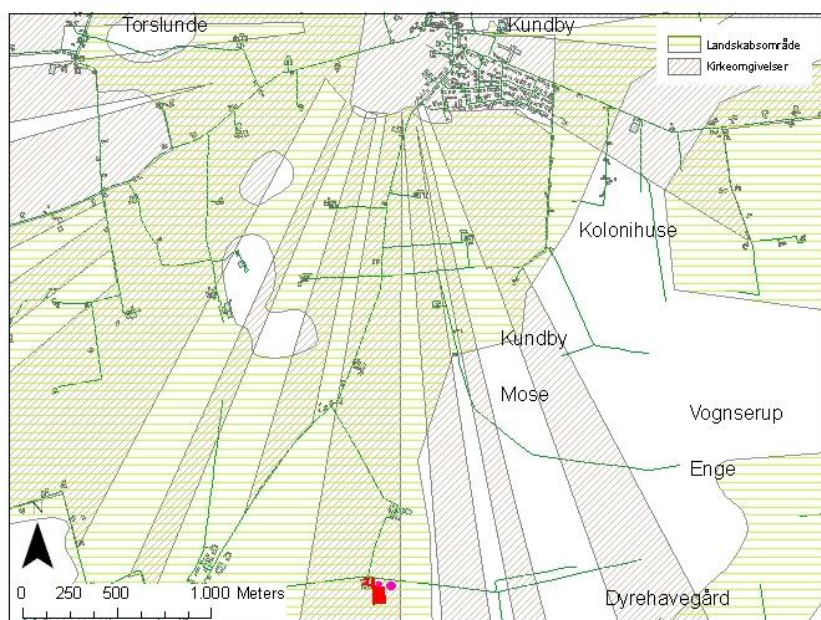 Torslunde
Kundby
Landskabsområde
Kirkeomgivelser
Kolonihuse
Kundby
Mose
Vognserup
Enge
N
0 250 500 1.000 Meters
Dyrehavegård